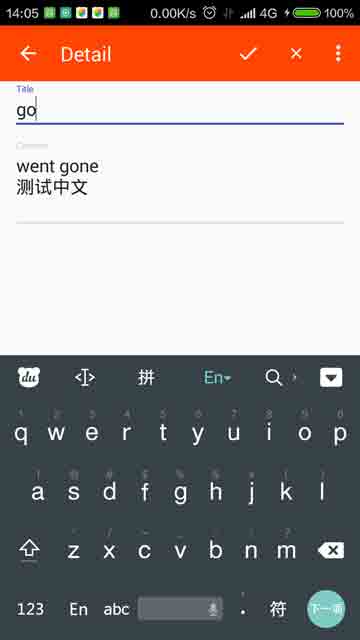 14:05 0.00K/s 4G 100%
Detail
Title
go
Content
went gone
测试中文
du 拼 En
1 2 3 4 5 6 7 8 9 0
q w e r t y u i o p
a s d f g h j k l
z x c v b n m
123 En abc . 符 下一项